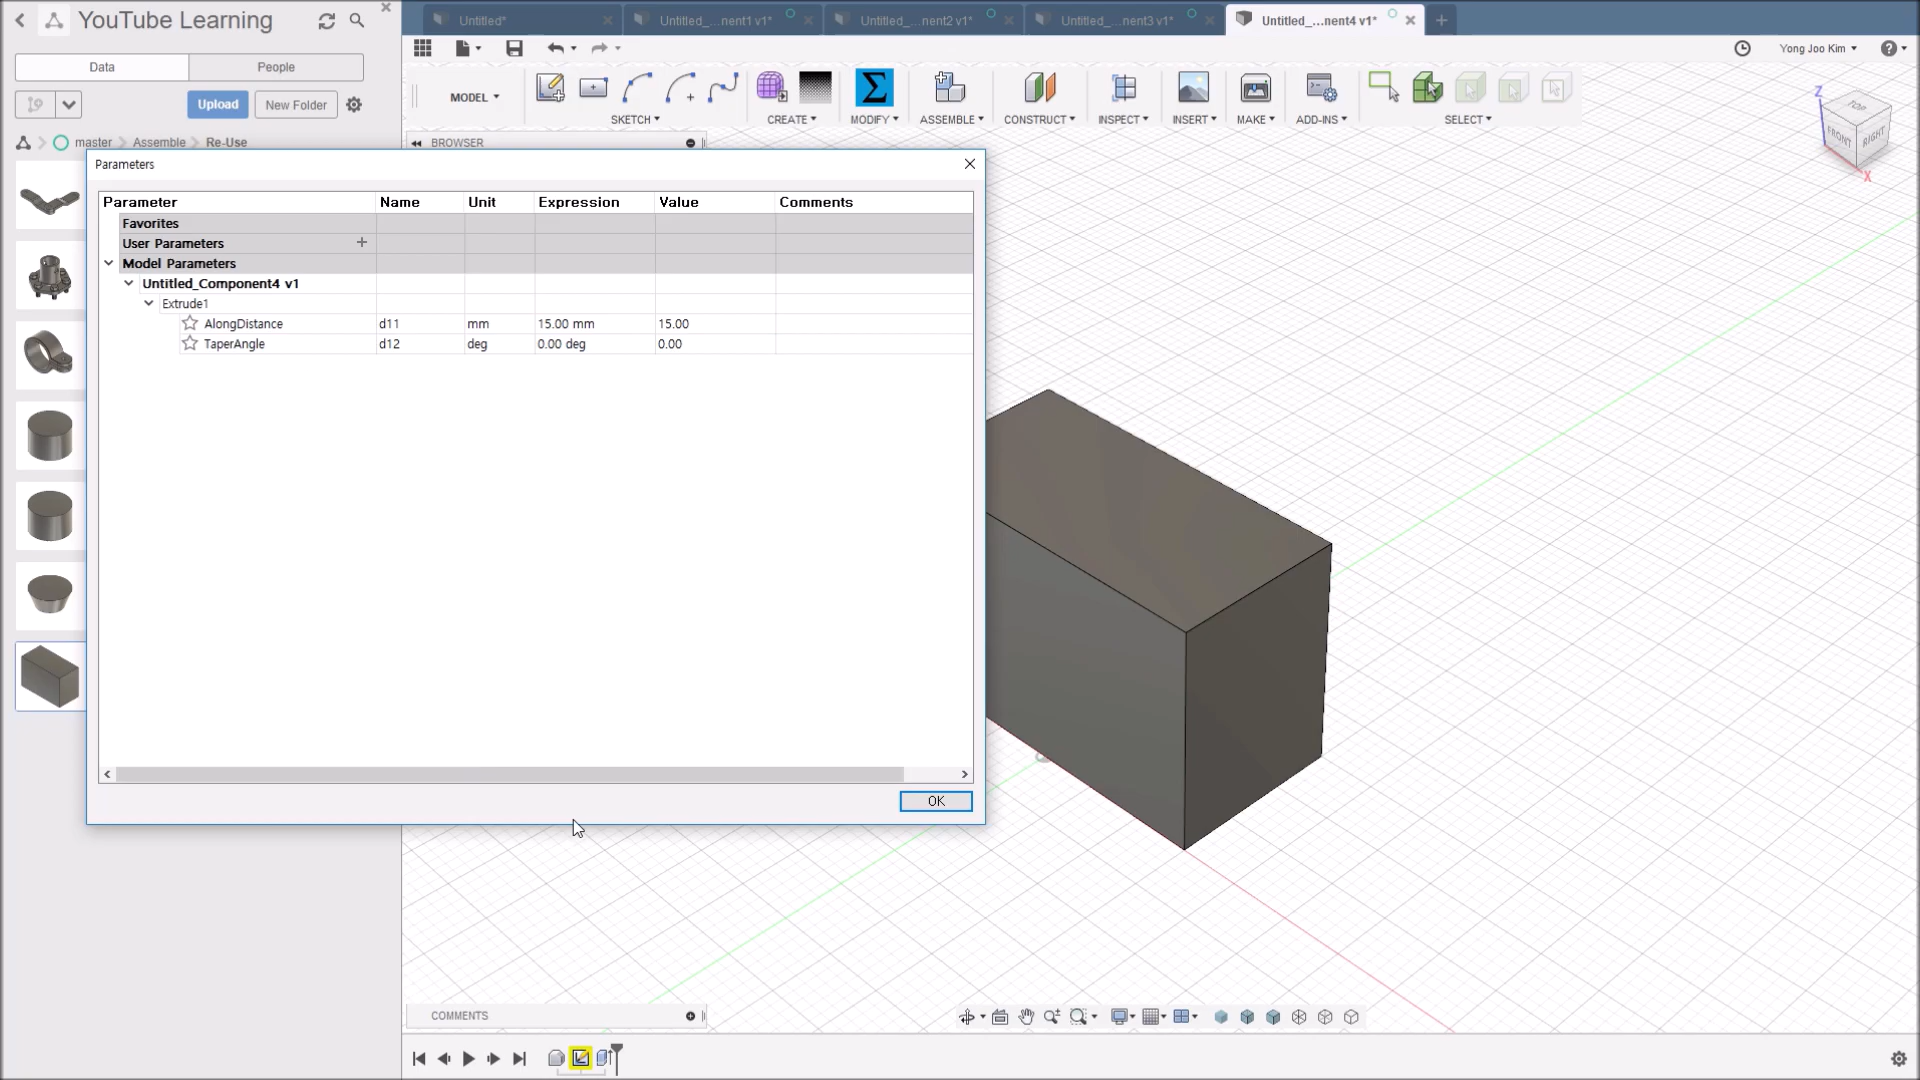 YouTube Learning
Data
People
Upload
New Folder
master
Assemble
Re-Use
Untitled*
Untitled_...nent1 v1*
Untitled_...nent2 v1*
Untitled_...nent3 v1*
Untitled_...nent4 v1*
Yong Joo Kim
MODEL
SKETCH
CREATE
MODIFY
ASSEMBLE
CONSTRUCT
INSPECT
INSERT
MAKE
ADD-INS
SELECT
BROWSER
Z
TOP
FRONT
RIGHT
X
Parameters
Parameter Name Unit Expression Value Comments
Favorites
User Parameters +
Model Parameters
Untitled_Component4 v1
Extrude1
AlongDistance d11 mm 15.00 mm 15.00
TaperAngle d12 deg 0.00 deg 0.00
OK
COMMENTS